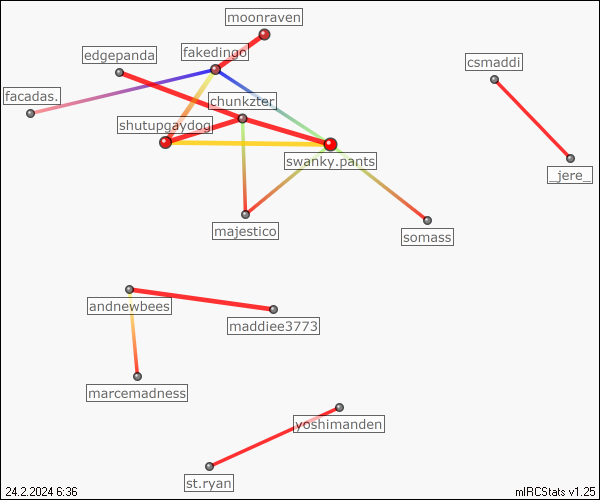 moonraven
edgepanda
fakedingo
csmaddi
facadas.
chunkzter
shutupgaydog
swanky.pants
_jere_
majestico
somass
andnewbees
maddiee3773
marcemadness
yoshimanden
st.ryan
24.2.2024 6:36
mIRCStats v1.25